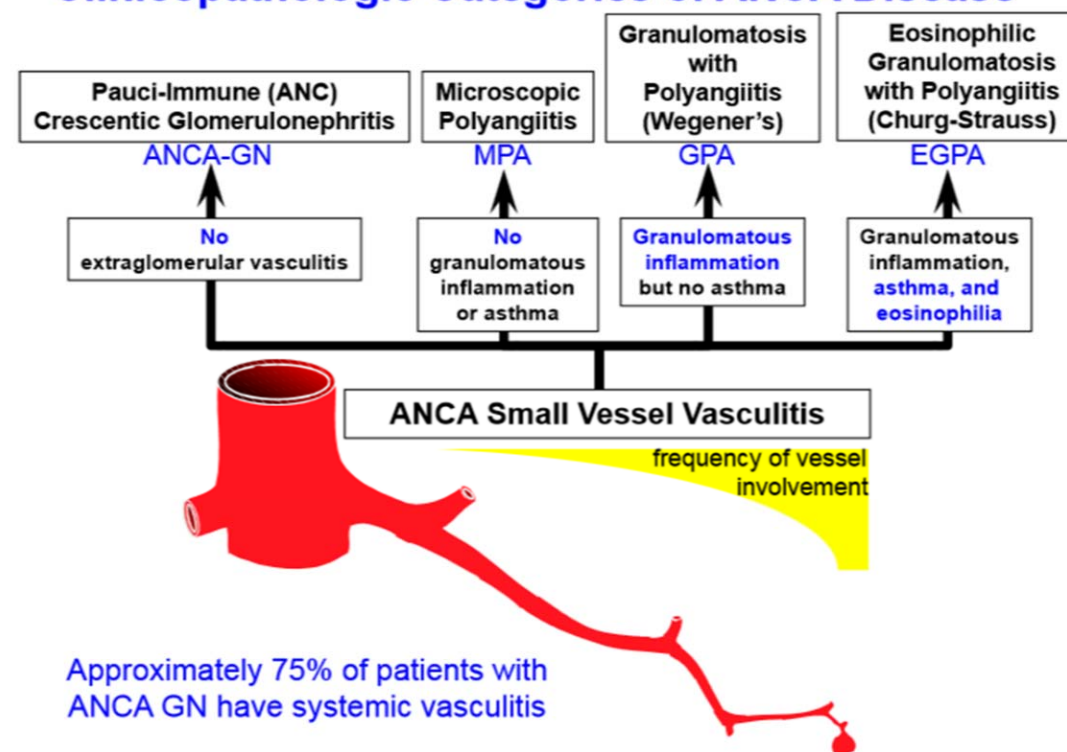 Granulomatosis
with
Polyangiitis
(Wegener's)
Eosinophilic
Granulomatosis
with Polyangiitis
(Churg-Strauss)
Pauci-Immune (ANC)
Crescentic Glomerulonephritis
Microscopic
Polyangiitis
ANCA-GN
MPA
GPA
EGPA
No
extraglomerular vasculitis
No
granulomatous
inflammation
or asthma
Granulomatous
inflammation
but no asthma
Granulomatous
inflammation,
asthma, and
eosinophilia
ANCA Small Vessel Vasculitis
frequency of vessel
involvement
Approximately 75% of patients with
ANCA GN have systemic vasculitis